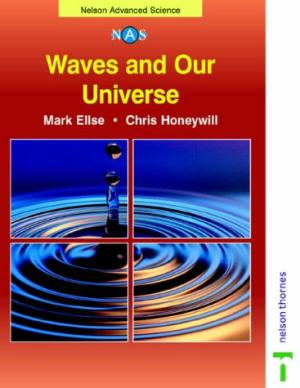 Nelson Advanced Science
NAS
Waves and Our
Universe
Mark Ellse • Chris Honeywill
nelson thornes